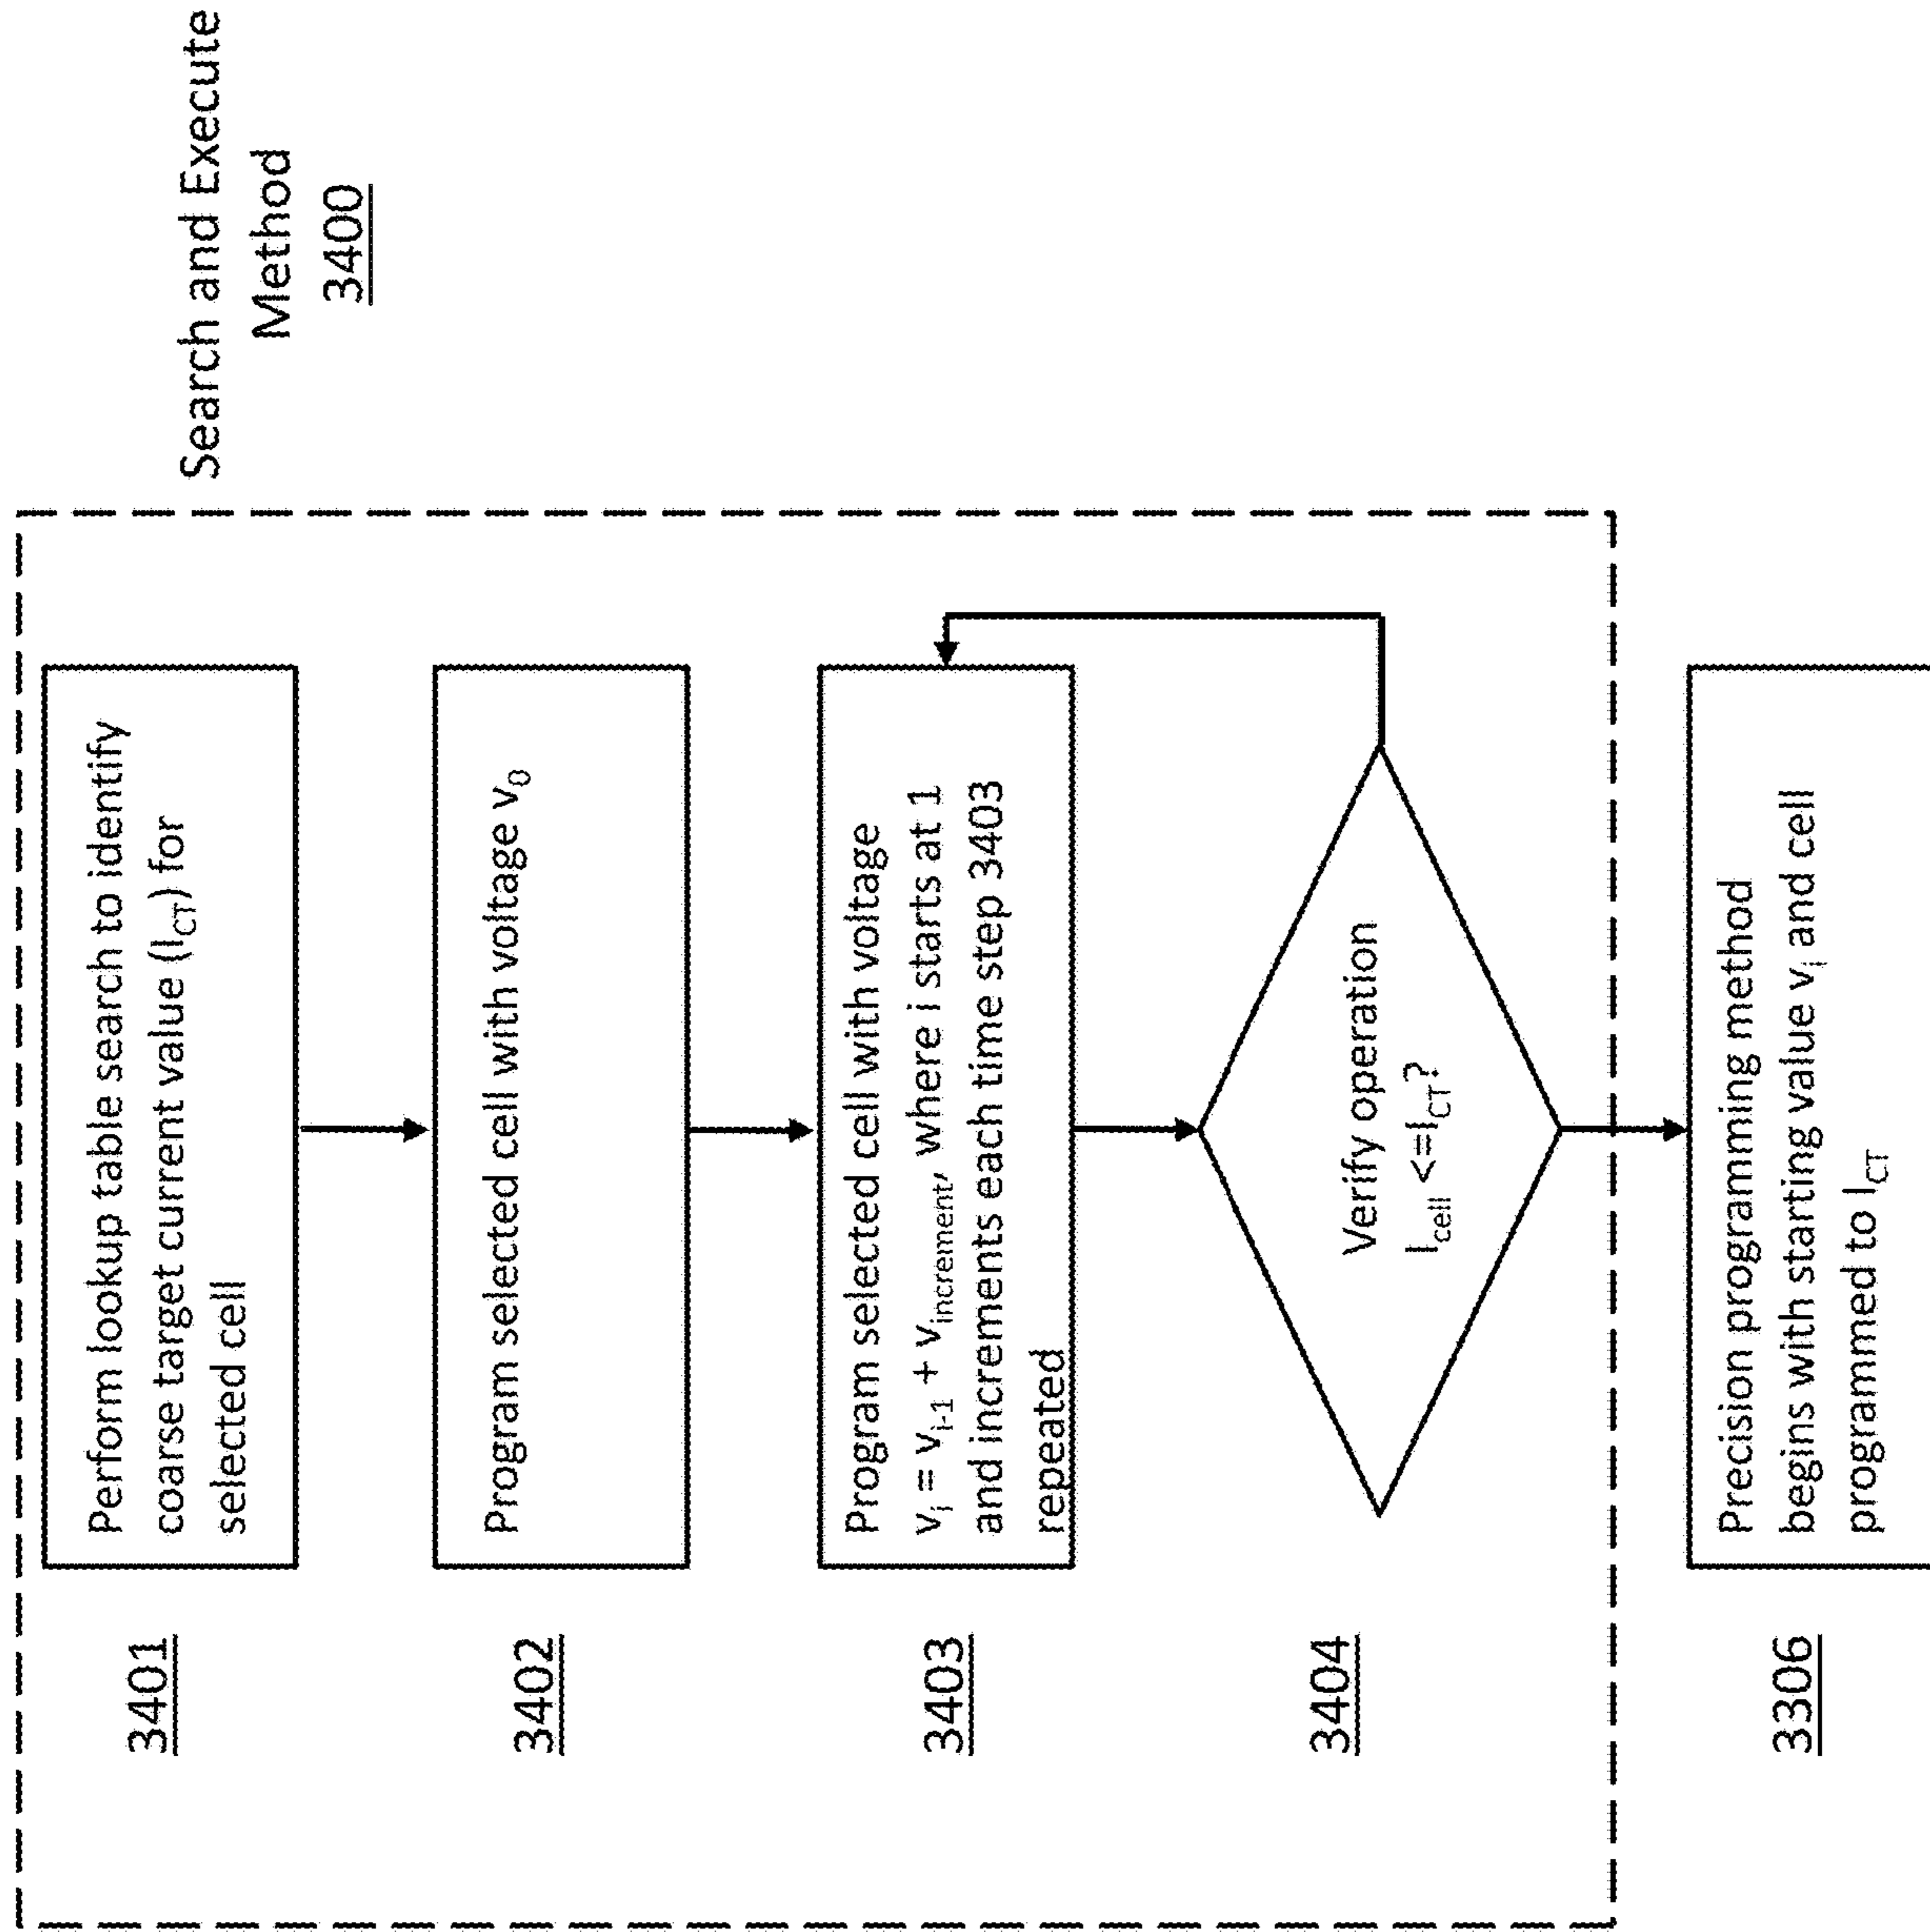 Search and Execute
Method
3400
3401
Perform lookup table search to identify
coarse target current value (I_CT) for
selected cell
3402
Program selected cell with voltage v_0
3403
Program selected cell with voltage
v_i = v_i-1 + v_increment, where i starts at 1
and increments each time step 3403
repeated
3404
Verify operation
I_cell <=I_CT?
3306
Precision programming method
begins with starting value v_i and cell
programmed to I_CT